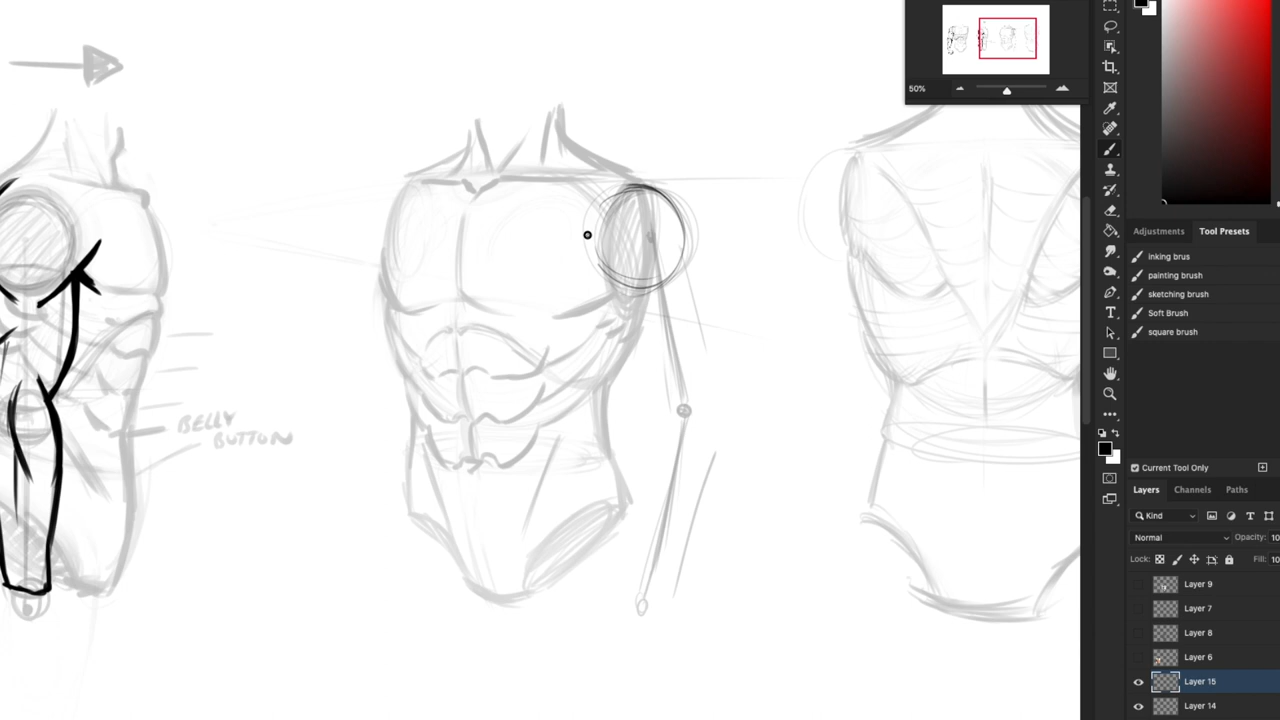 50%
Adjustments Tool Presets
inking brus
painting brush
sketching brush
Soft Brush
square brush
BELLY
BUTTON
Current Tool Only
Layers Channels Paths
Kind
Normal Opacity: 10
Lock: Fill: 10
Layer 9
Layer 7
Layer 8
Layer 6
Layer 15
Layer 14